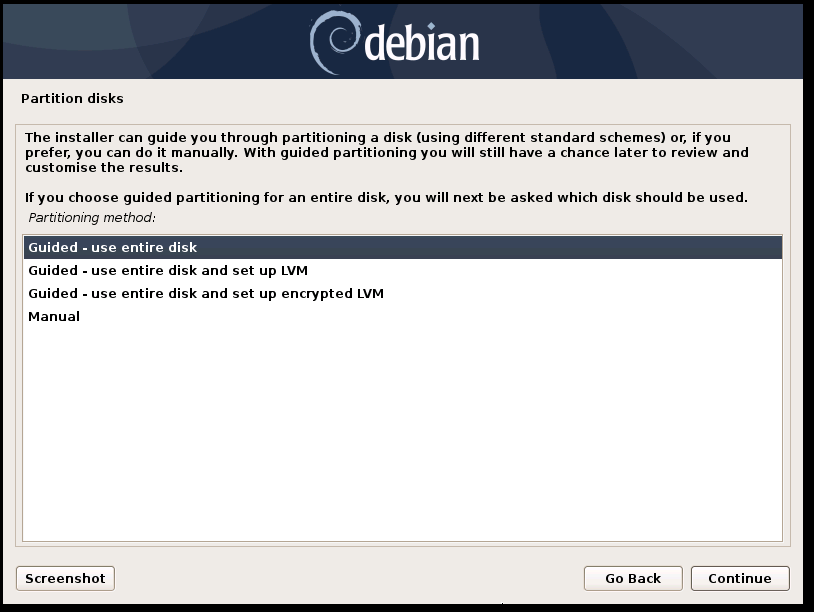 debian
Partition disks
The installer can guide you through partitioning a disk (using different standard schemes) or, if you
prefer, you can do it manually. With guided partitioning you will still have a chance later to review and
customise the results.
If you choose guided partitioning for an entire disk, you will next be asked which disk should be used.
Partitioning method:
Guided - use entire disk
Guided - use entire disk and set up LVM
Guided - use entire disk and set up encrypted LVM
Manual
Screenshot
Go Back
Continue